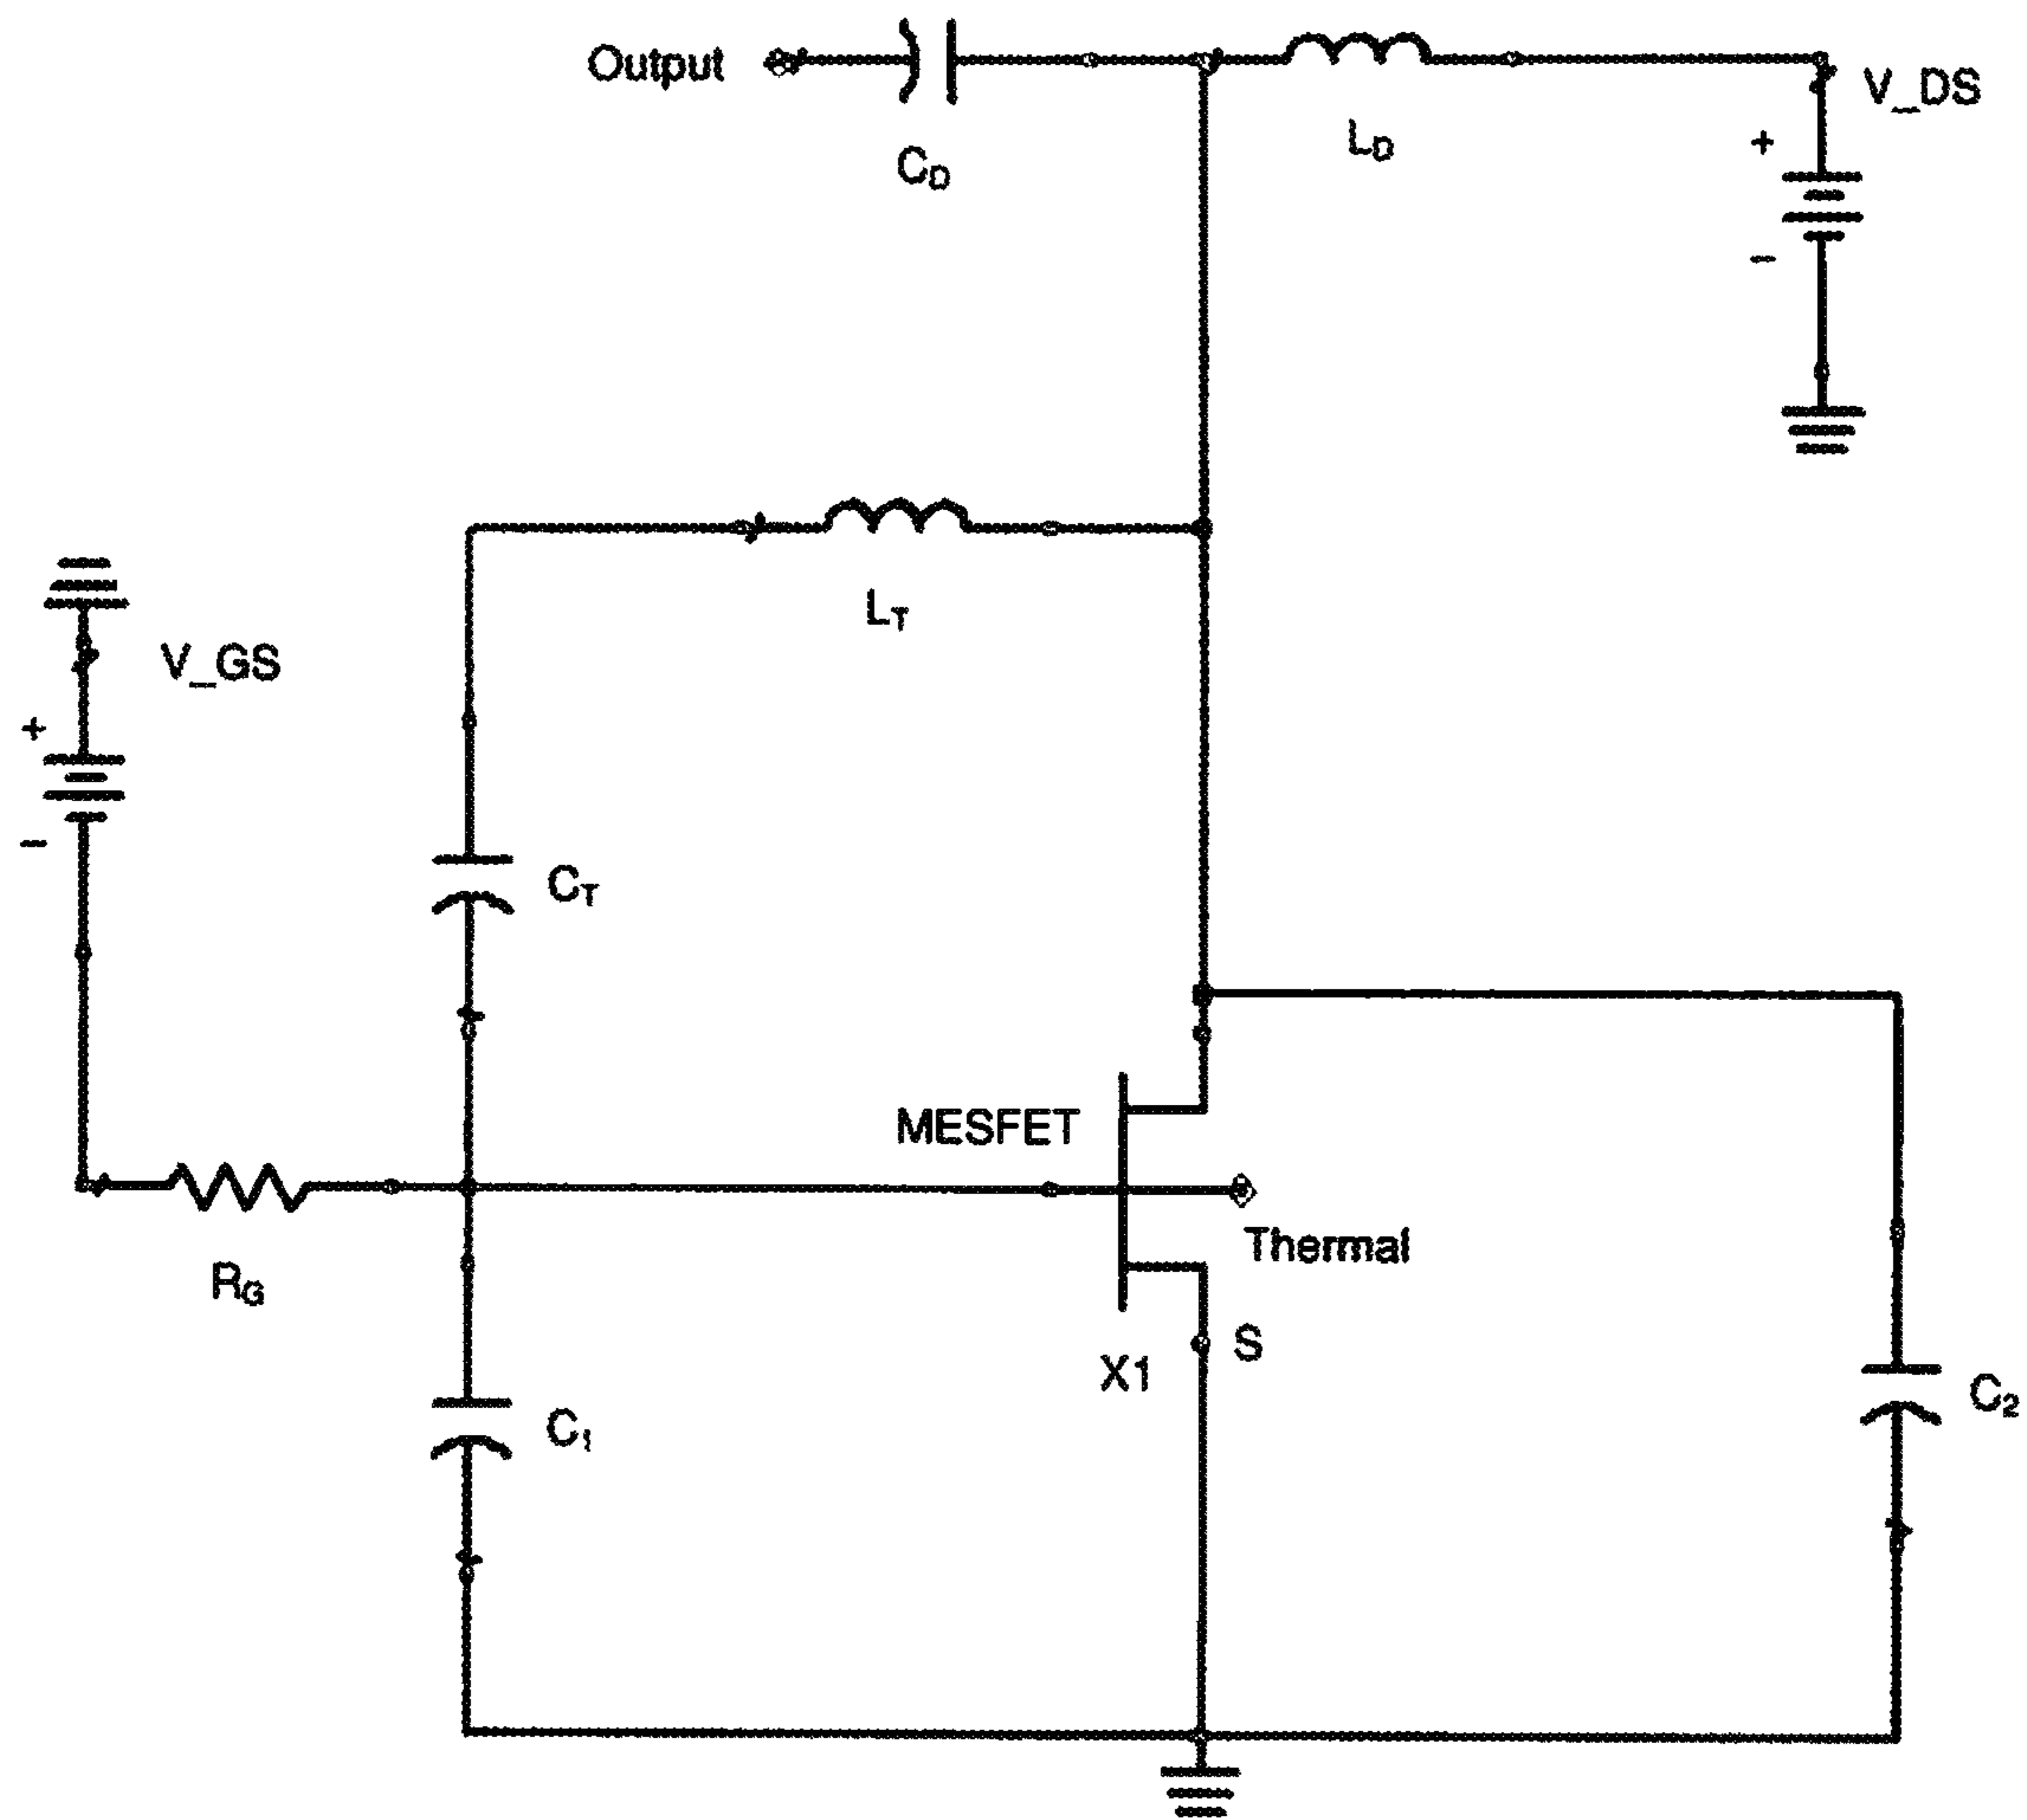 Output
V_DS
+
L_D
C_D
−
L_T
V_GS
+
−
C_T
MESFET
Thermal
R_G
S
X1
C_2
C_1